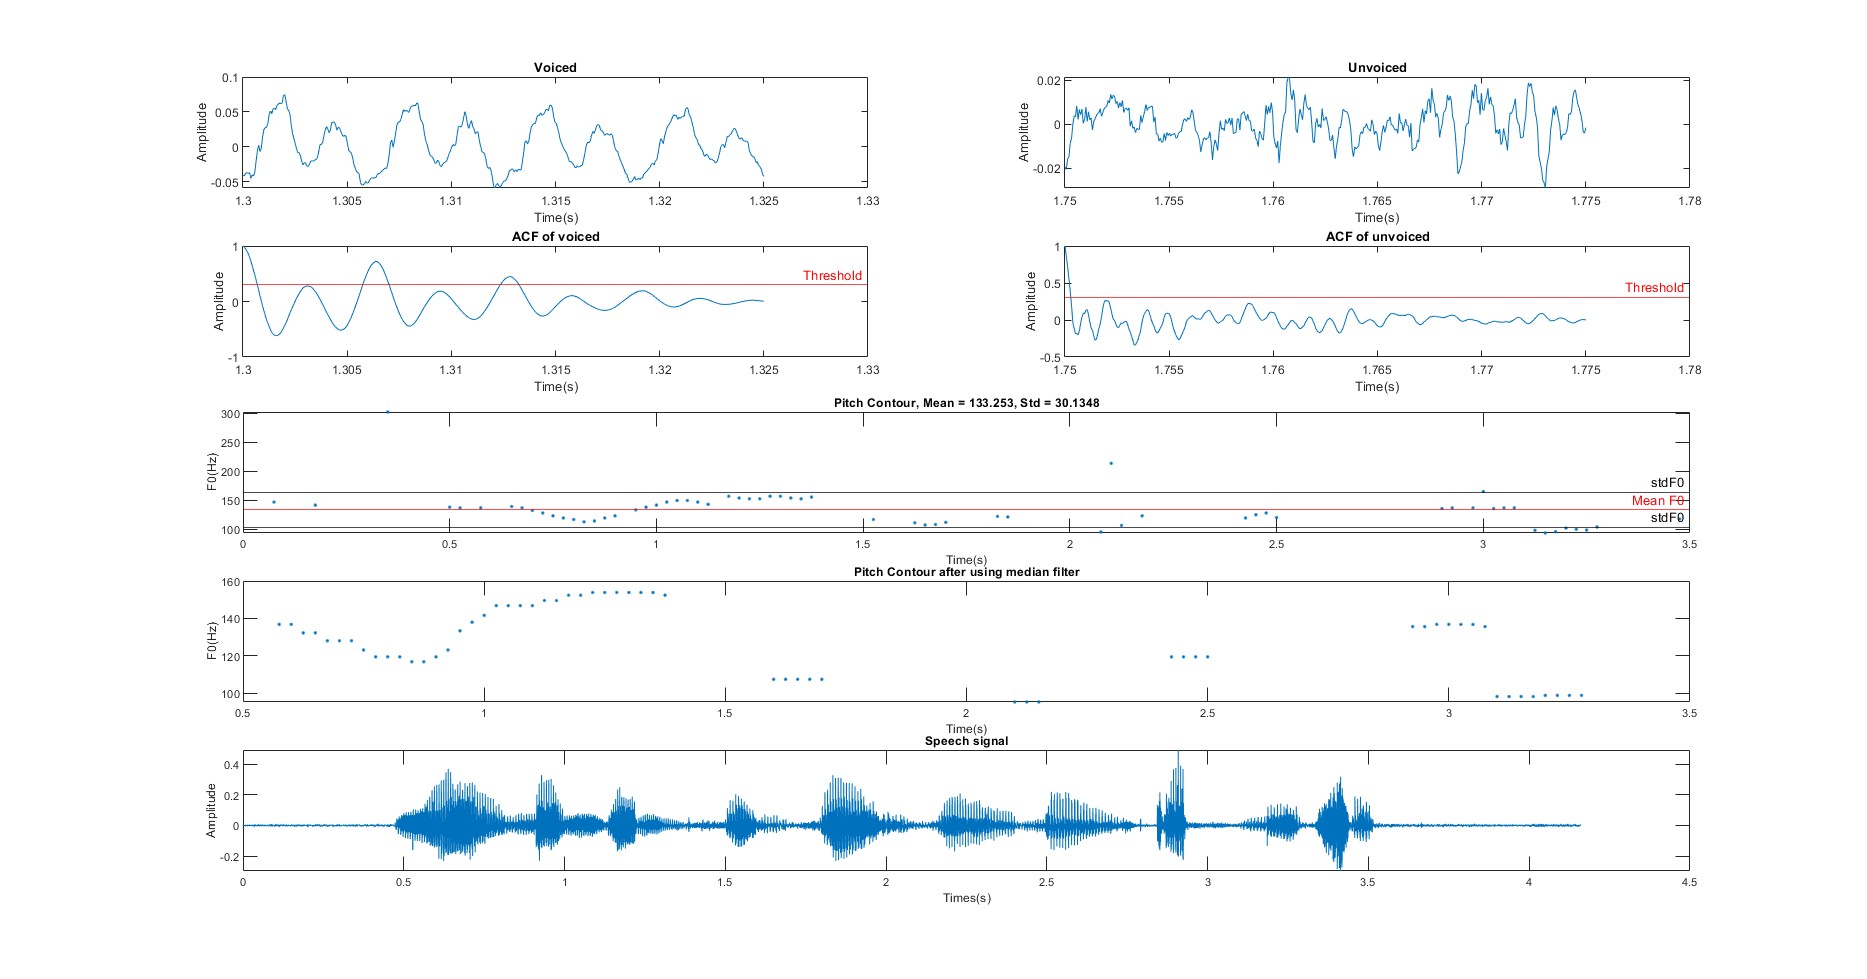 Voiced
Amplitude
0.1
0.05
0
-0.05
1.3 1.305 1.31 1.315 1.32 1.325 1.33
Time(s)
Unvoiced
Amplitude
0.02
0
-0.02
1.75 1.755 1.76 1.765 1.77 1.775 1.78
Time(s)
ACF of voiced
Amplitude
1
0
-1
Threshold
1.3 1.305 1.31 1.315 1.32 1.325 1.33
Time(s)
ACF of unvoiced
Amplitude
1
0.5
0
-0.5
Threshold
1.75 1.755 1.76 1.765 1.77 1.775 1.78
Time(s)
Pitch Contour, Mean = 133.253, Std = 30.1348
F0(Hz)
300
250
200
150
100
stdF0
Mean F0
stdF0
0 0.5 1 1.5 2 2.5 3 3.5
Time(s)
Pitch Contour after using median filter
F0(Hz)
160
140
120
100
0.5 1 1.5 2 2.5 3 3.5
Time(s)
Speech signal
Amplitude
0.4
0.2
0
-0.2
0 0.5 1 1.5 2 2.5 3 3.5 4 4.5
Times(s)